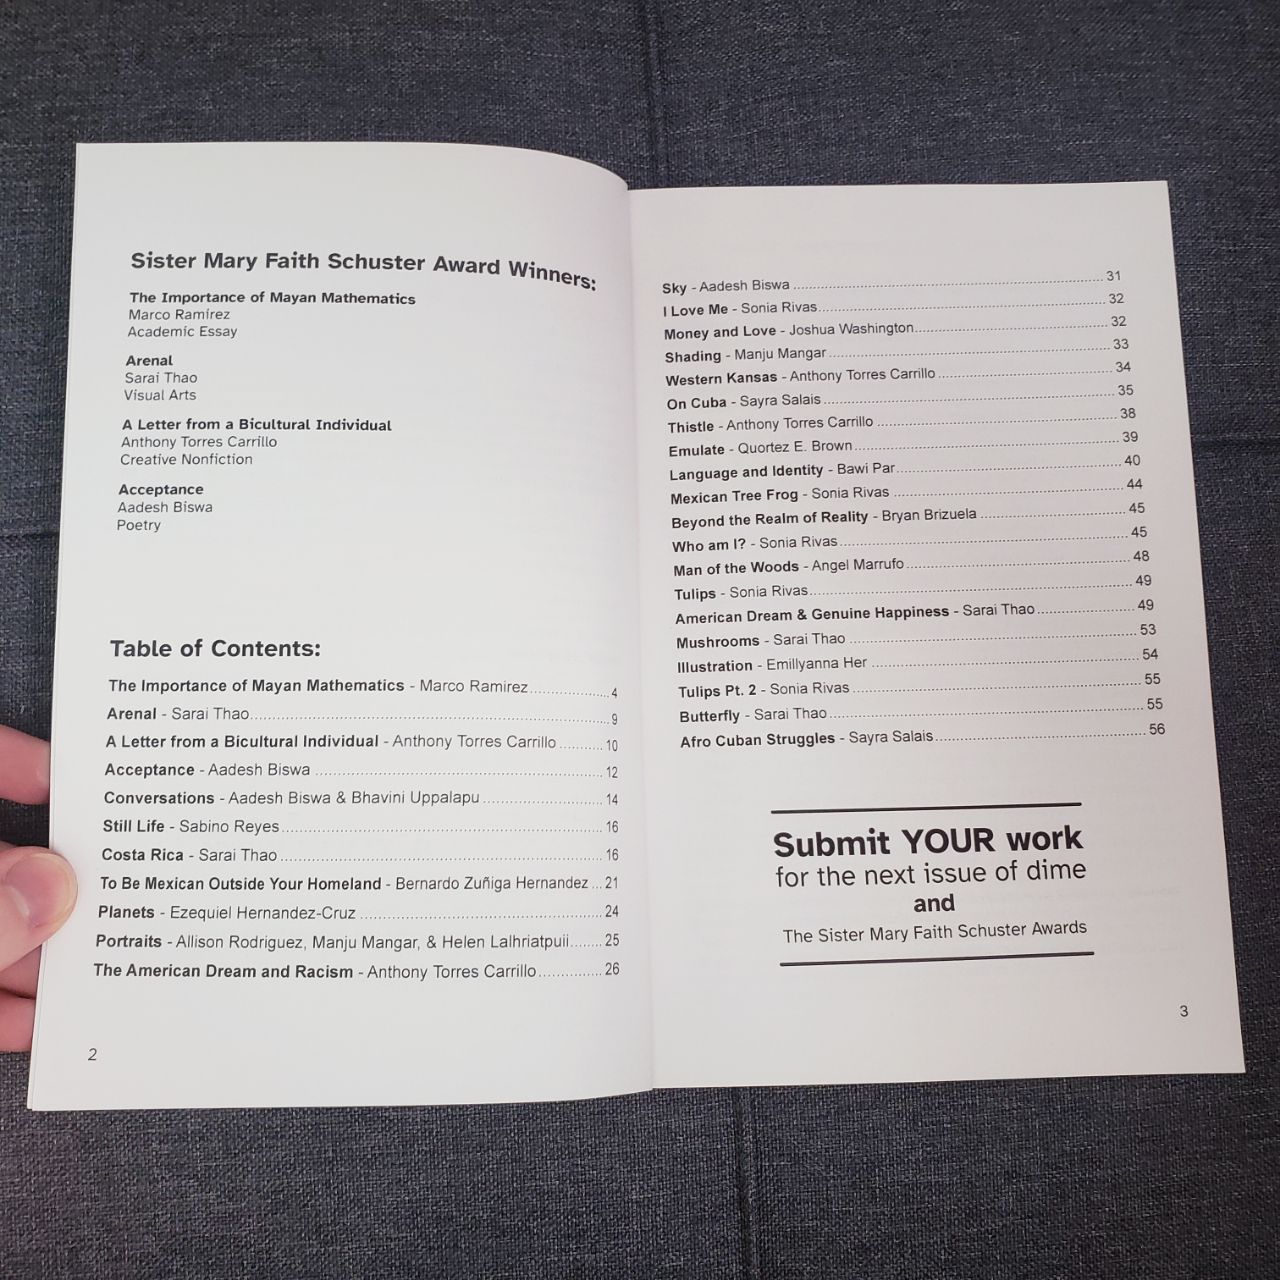 Sister Mary Faith Schuster Award Winners:
The Importance of Mayan Mathematics
Marco Ramirez
Academic Essay
Arenal
Sarai Thao
Visual Arts
A Letter from a Bicultural Individual
Anthony Torres Carrillo
Creative Nonfiction
Acceptance
Aadesh Biswa
Poetry
Table of Contents:
The Importance of Mayan Mathematics - Marco Ramirez....................4
Arenal - Sarai Thao....................9
A Letter from a Bicultural Individual - Anthony Torres Carrillo..........10
Acceptance - Aadesh Biswa....................12
Conversations - Aadesh Biswa & Bhavini Uppalapu....................14
Still Life - Sabino Reyes....................16
Costa Rica - Sarai Thao....................16
To Be Mexican Outside Your Homeland - Bernardo Zuñiga Hernandez...21
Planets - Ezequiel Hernandez-Cruz....................24
Portraits - Allison Rodriguez, Manju Mangar, & Helen Lalhriatpuii........25
The American Dream and Racism - Anthony Torres Carrillo...............26
2
Sky - Aadesh Biswa....................31
I Love Me - Sonia Rivas....................32
Money and Love - Joshua Washington....................32
Shading - Manju Mangar....................33
Western Kansas - Anthony Torres Carrillo....................34
On Cuba - Sayra Salais....................35
Thistle - Anthony Torres Carrillo....................38
Emulate - Quortez E. Brown....................39
Language and Identity - Bawi Par....................40
Mexican Tree Frog - Sonia Rivas....................44
Beyond the Realm of Reality - Bryan Brizuela....................45
Who am I? - Sonia Rivas....................45
Man of the Woods - Angel Marrufo....................48
Tulips - Sonia Rivas....................49
American Dream & Genuine Happiness - Sarai Thao....................49
Mushrooms - Sarai Thao....................53
Illustration - Emillyanna Her....................54
Tulips Pt. 2 - Sonia Rivas....................55
Butterfly - Sarai Thao....................55
Afro Cuban Struggles - Sayra Salais....................56
Submit YOUR work
for the next issue of dime
and
The Sister Mary Faith Schuster Awards
3